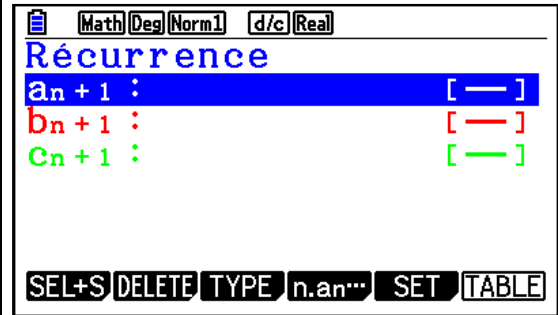 Math Deg Norm1 d/c Real
Récurrence
an+1 : [—]
bn+1 : [—]
cn+1 : [—]
SEL+S DELETE TYPE n.an… SET TABLE